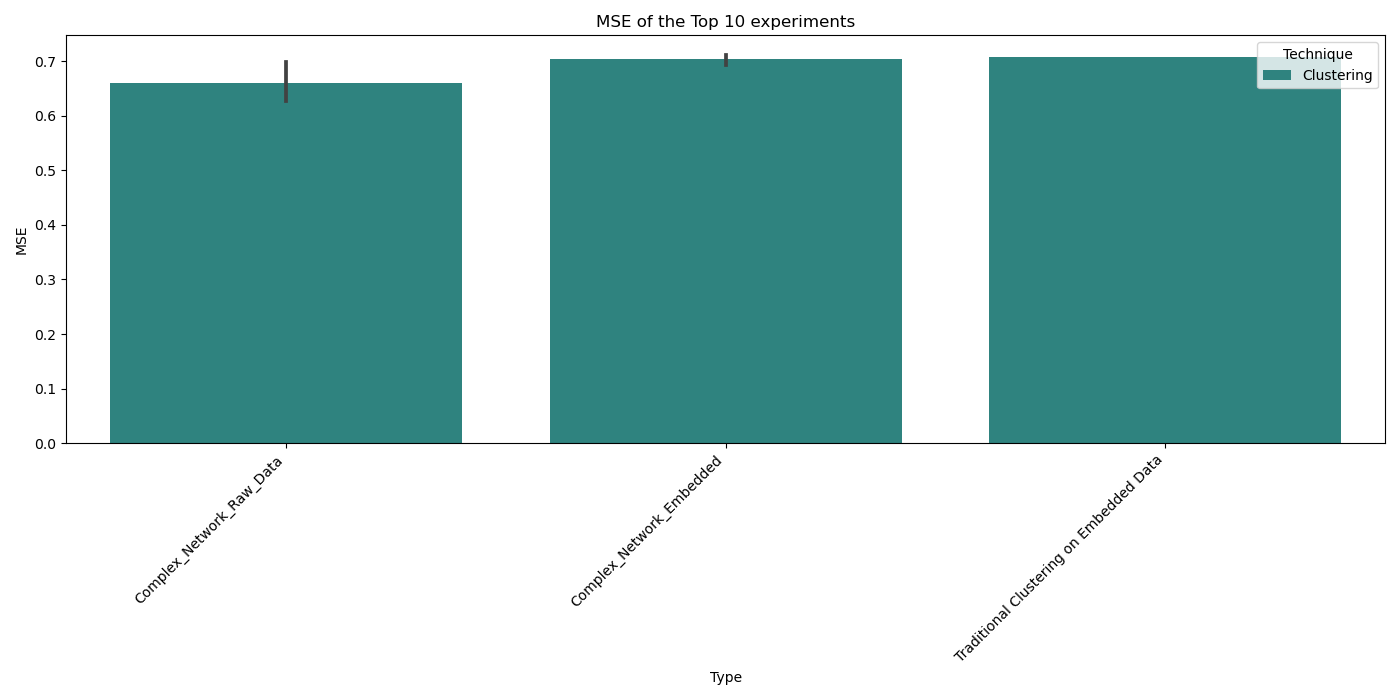 MSE of the Top 10 experiments
Technique
Clustering
MSE
0.7
0.6
0.5
0.4
0.3
0.2
0.1
0.0
Complex_Network_Raw_Data
Complex_Network_Embedded
Traditional Clustering on Embedded Data
Type